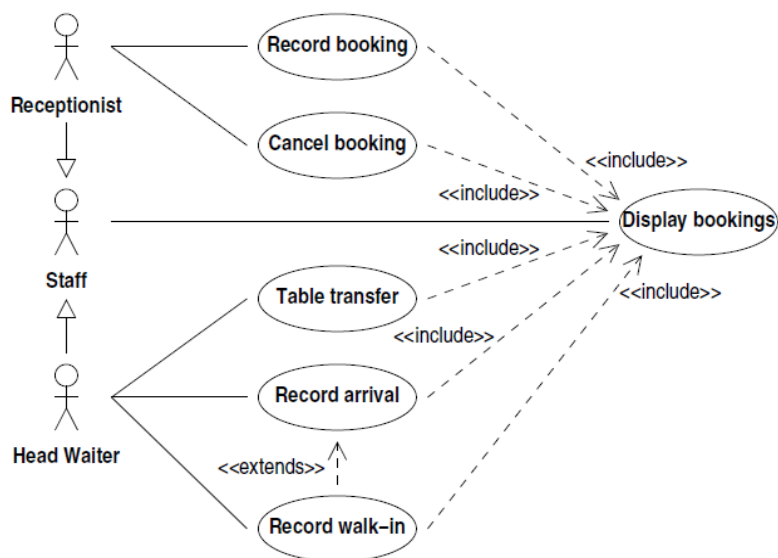 Record booking
Receptionist
Cancel booking
<<include>>
<<include>>
Display bookings
Staff
<<include>>
Table transfer
<<include>>
<<include>>
Record arrival
Head Waiter
<<extends>>
Record walk-in